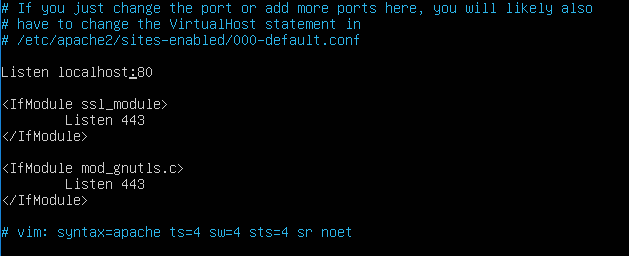 # If you just change the port or add more ports here, you will likely also
# have to change the VirtualHost statement in
# /etc/apache2/sites-enabled/000-default.conf
Listen localhost:80
<IfModule ssl_module>
Listen 443
</IfModule>
<IfModule mod_gnutls.c>
Listen 443
</IfModule>
# vim: syntax=apache ts=4 sw=4 sts=4 sr noet